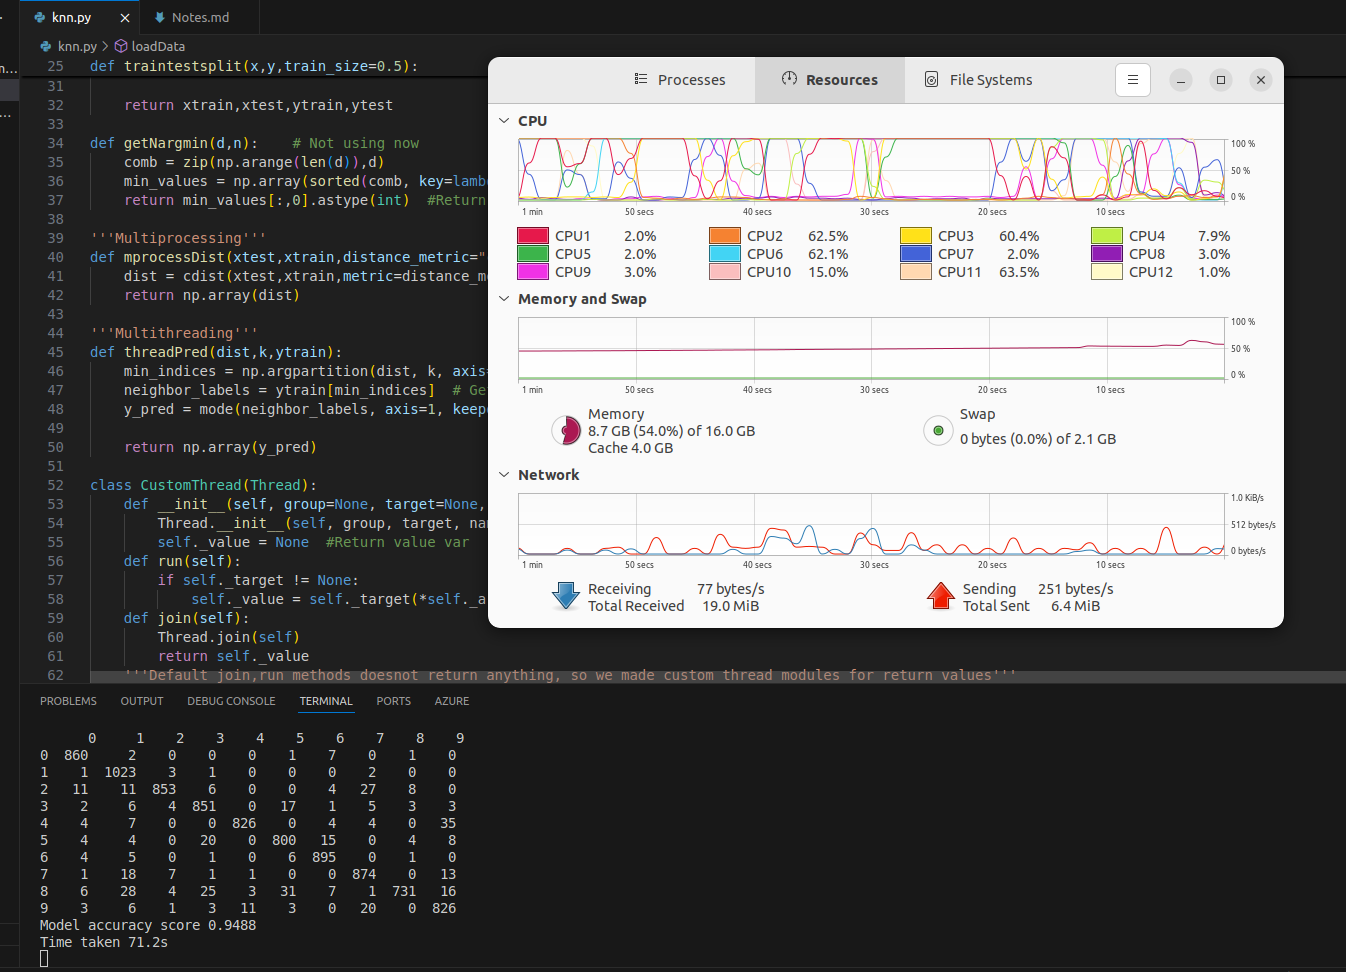 knn.py × Notes.md
knn.py > loadData
25 def traintestsplit(x,y,train_size=0.5):
31
32 return xtrain,xtest,ytrain,ytest
33
34 def getNargmin(d,n): # Not using now
35 comb = zip(np.arange(len(d)),d)
36 min_values = np.array(sorted(comb, key=lamb
37 return min_values[:,0].astype(int) #Return
38
39 '''Multiprocessing'''
40 def mprocessDist(xtest,xtrain,distance_metric="
41 dist = cdist(xtest,xtrain,metric=distance_m
42 return np.array(dist)
43
44 '''Multithreading'''
45 def threadPred(dist,k,ytrain):
46 min_indices = np.argpartition(dist, k, axis=
47 neighbor_labels = ytrain[min_indices] # Ge
48 y_pred = mode(neighbor_labels, axis=1, keep
49
50 return np.array(y_pred)
51
52 class CustomThread(Thread):
53 def __init__(self, group=None, target=None,
54 Thread.__init__(self, group, target, na
55 self._value = None #Return value var
56 def run(self):
57 if self._target != None:
58 self._value = self._target(*self._a
59 def join(self):
60 Thread.join(self)
61 return self._value
62 '''Default join,run methods doesnot return anything, so we made custom thread modules for return values'''
Processes Resources File Systems
CPU
100 %
50 %
0 %
1 min 50 secs 40 secs 30 secs 20 secs 10 secs
CPU1 2.0% CPU2 62.5% CPU3 60.4% CPU4 7.9%
CPU5 2.0% CPU6 62.1% CPU7 2.0% CPU8 3.0%
CPU9 3.0% CPU10 15.0% CPU11 63.5% CPU12 1.0%
Memory and Swap
100 %
50 %
0 %
1 min 50 secs 40 secs 30 secs 20 secs 10 secs
Memory
8.7 GB (54.0%) of 16.0 GB
Cache 4.0 GB
Swap
0 bytes (0.0%) of 2.1 GB
Network
1.0 KiB/s
512 bytes/s
0 bytes/s
1 min 50 secs 40 secs 30 secs 20 secs 10 secs
Receiving 77 bytes/s
Total Received 19.0 MiB
Sending 251 bytes/s
Total Sent 6.4 MiB
PROBLEMS OUTPUT DEBUG CONSOLE TERMINAL PORTS AZURE
0 1 2 3 4 5 6 7 8 9
0 860 2 0 0 0 1 7 0 1 0
1 1 1023 3 1 0 0 0 2 0 0
2 11 11 853 6 0 0 4 27 8 0
3 2 6 4 851 0 17 1 5 3 3
4 4 7 0 0 826 0 4 4 0 35
5 4 4 0 20 0 800 15 0 4 8
6 4 5 0 1 0 6 895 0 1 0
7 1 18 7 1 1 0 0 874 0 13
8 6 28 4 25 3 31 7 1 731 16
9 3 6 1 3 11 3 0 20 0 826
Model accuracy score 0.9488
Time taken 71.2s